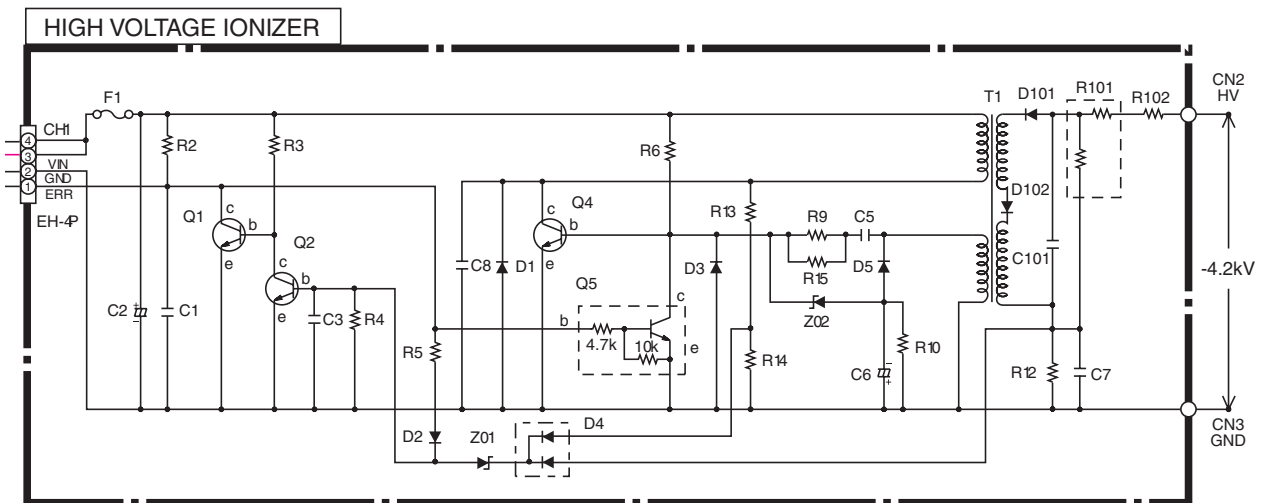 HIGH VOLTAGE IONIZER
F1
T1
D101
R101
R102
CN2
HV
4
CH1
3
VIN
2
GND
1
ERR
EH-4P
R2
R3
R6
D102
Q1
c
b
e
Q2
c
b
e
Q4
c
b
e
R13
R9
C5
R15
D5
C101
C8
D1
D3
Q5
c
b
4.7k
10k
e
Z02
-4.2kV
C2
+
-
C1
C3
R4
R5
R14
R10
C6
-
+
R12
C7
D2
Z01
D4
CN3
GND